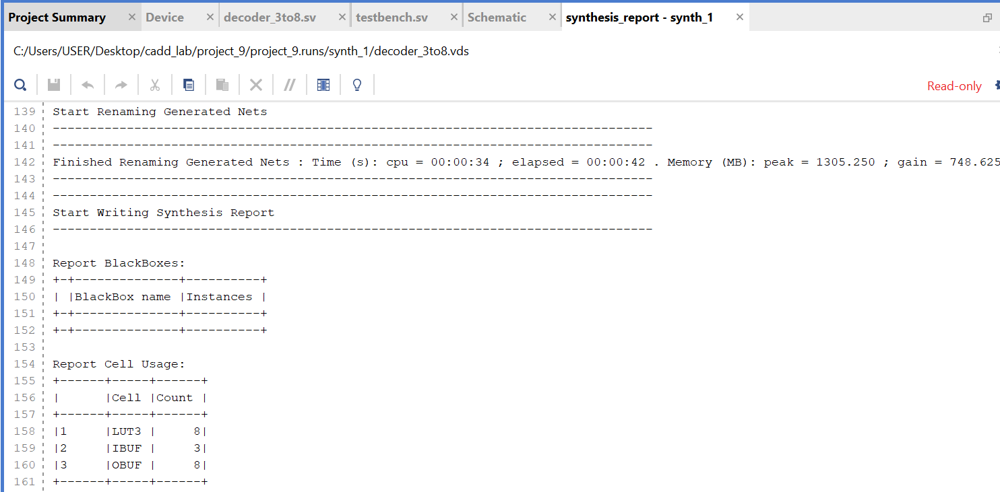 Project Summary × Device × decoder_3to8.sv × testbench.sv × Schematic × synthesis_report - synth_1 ×
C:/Users/USER/Desktop/cadd_lab/project_9/project_9.runs/synth_1/decoder_3to8.vds
Read-only
139 Start Renaming Generated Nets
140 ---------------------------------------------------------------------------------
141 ---------------------------------------------------------------------------------
142 Finished Renaming Generated Nets : Time (s): cpu = 00:00:34 ; elapsed = 00:00:42 . Memory (MB): peak = 1305.250 ; gain = 748.625
143 ---------------------------------------------------------------------------------
144 ---------------------------------------------------------------------------------
145 Start Writing Synthesis Report
146 ---------------------------------------------------------------------------------
147
148 Report BlackBoxes:
149 +-+--------------+----------+
150 | |BlackBox name |Instances |
151 +-+--------------+----------+
152 +-+--------------+----------+
153
154 Report Cell Usage:
155 +------+-----+------+
156 |      |Cell |Count |
157 +------+-----+------+
158 |1     |LUT3 |     8|
159 |2     |IBUF |     3|
160 |3     |OBUF |     8|
161 +------+-----+------+